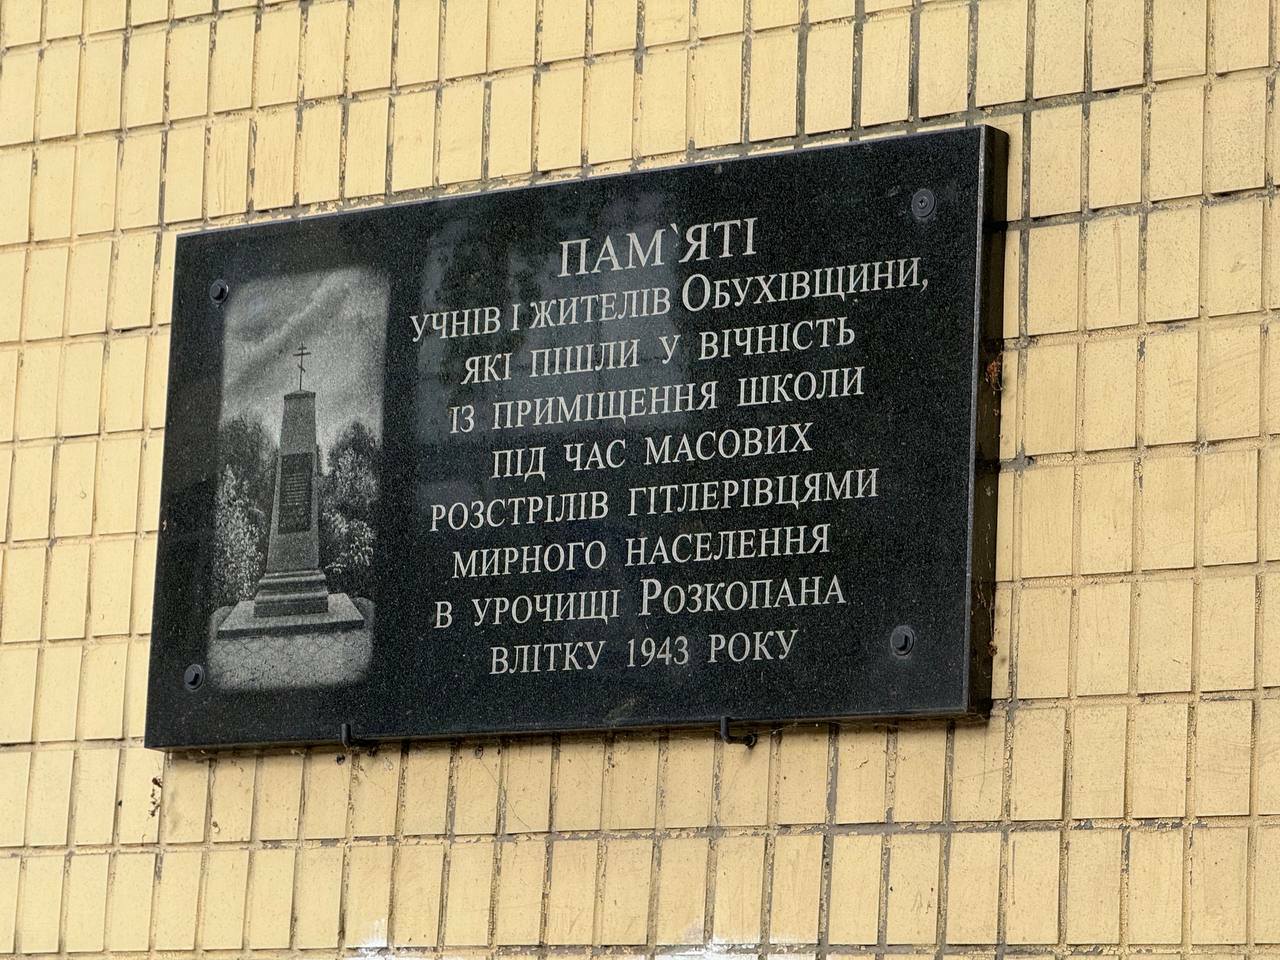 ПАМ`ЯТІ
УЧНІВ І ЖИТЕЛІВ ОБУХІВЩИНИ,
ЯКІ ПІШЛИ У ВІЧНІСТЬ
ІЗ ПРИМІЩЕННЯ ШКОЛИ
ПІД ЧАС МАСОВИХ
РОЗСТРІЛІВ ГІТЛЕРІВЦЯМИ
МИРНОГО НАСЕЛЕННЯ
В УРОЧИЩІ РОЗКОПАНА
ВЛІТКУ 1943 РОКУ